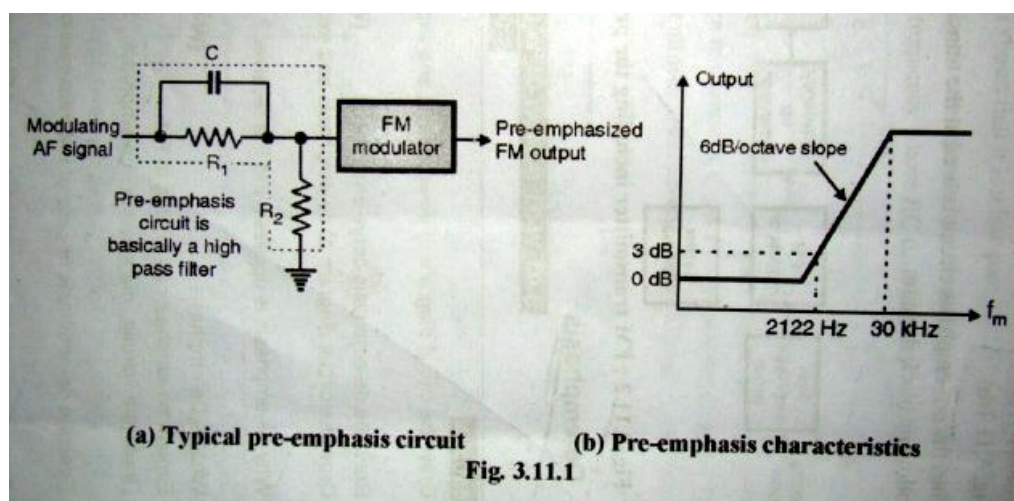 C
Modulating
AF signal
R1
R2
Pre-emphasis
circuit is
basically a high
pass filter
FM
modulator
Pre-emphasized
FM output
Output
6dB/octave slope
3 dB
0 dB
2122 Hz 30 kHz
fm
(a) Typical pre-emphasis circuit
(b) Pre-emphasis characteristics
Fig. 3.11.1